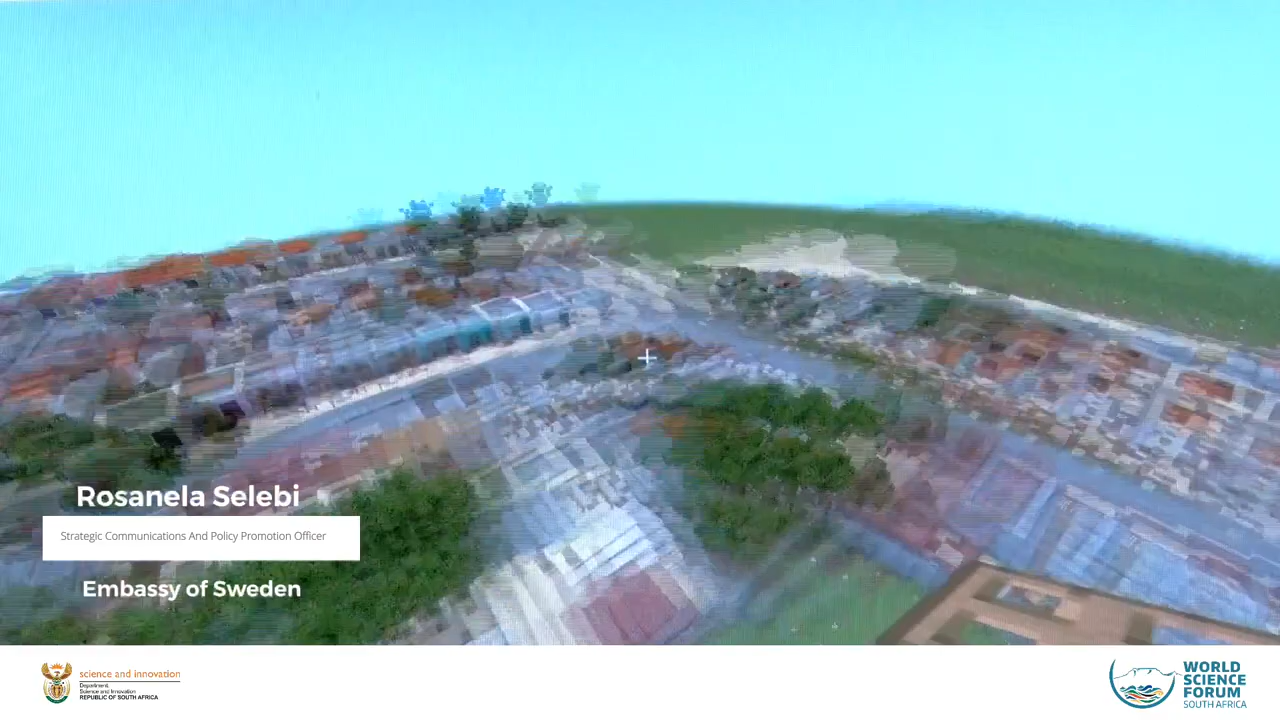 Rosanela Selebi
Strategic Communications And Policy Promotion Officer
Embassy of Sweden
science and innovation
Department:
Science and Innovation
REPUBLIC OF SOUTH AFRICA
WORLD
SCIENCE
FORUM
SOUTH AFRICA